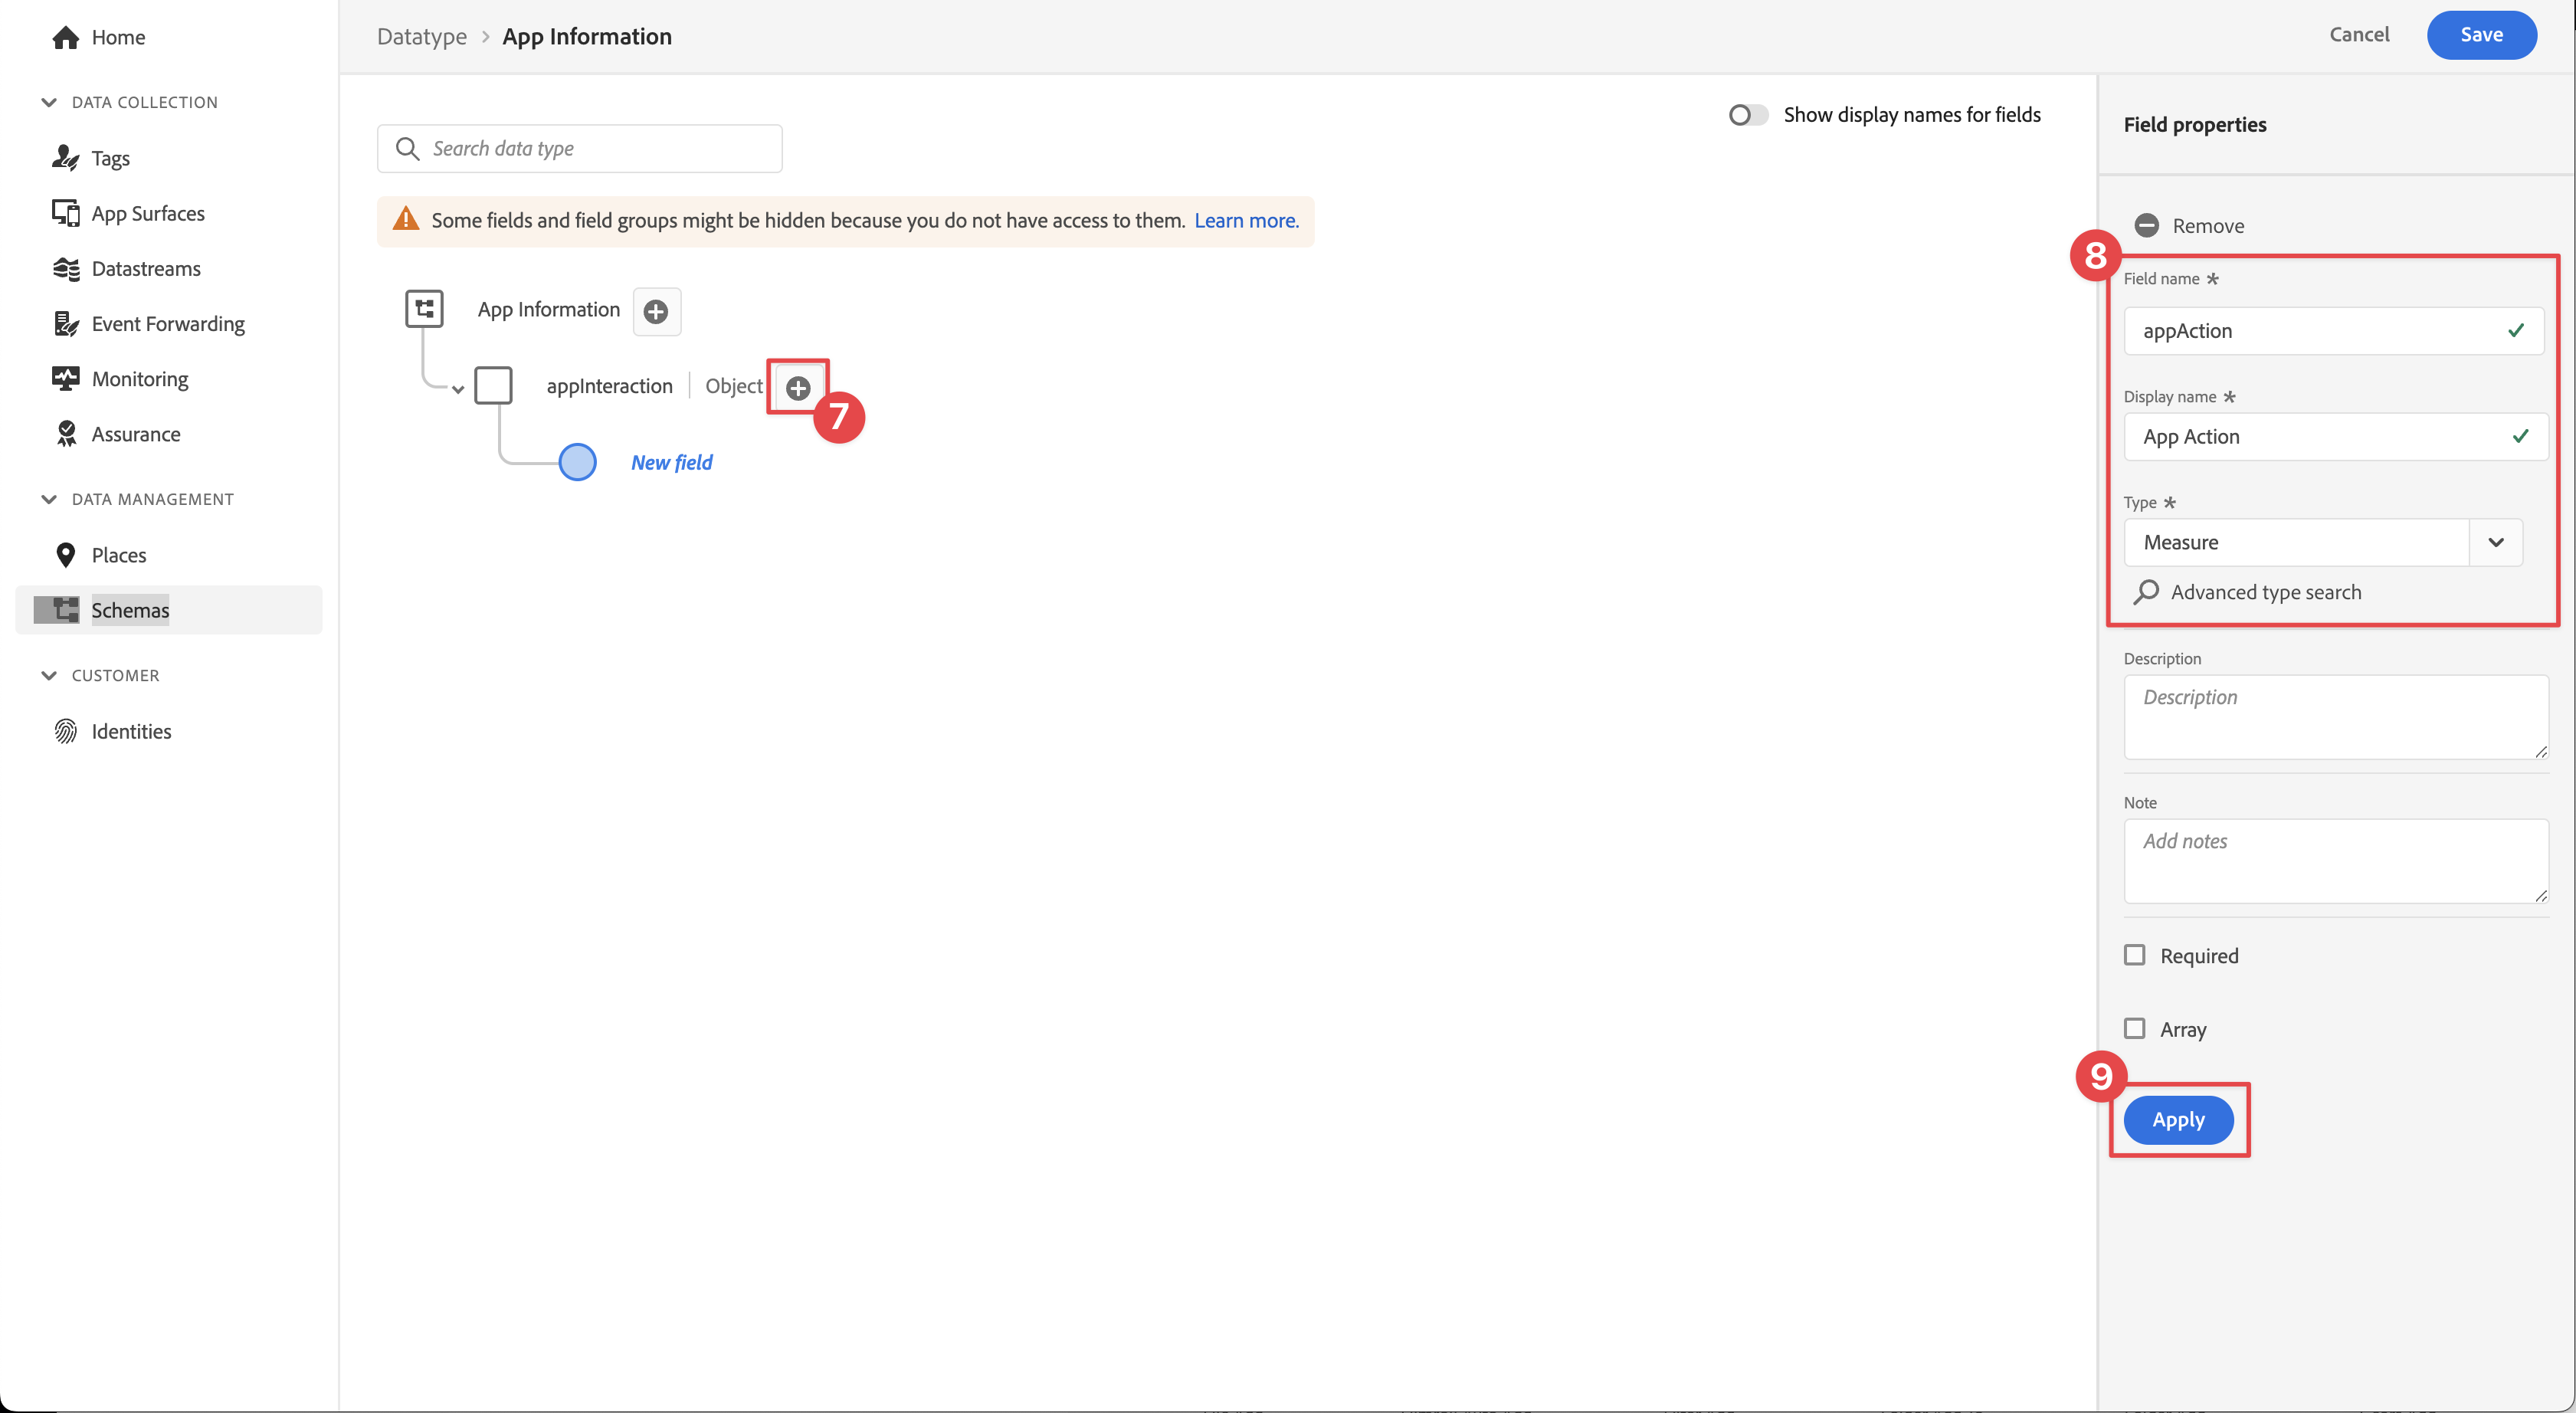 Home
DATA COLLECTION
Tags
App Surfaces
Datastreams
Event Forwarding
Monitoring
Assurance
DATA MANAGEMENT
Places
Schemas
CUSTOMER
Identities
Datatype > App Information
Cancel
Save
Search data type
Show display names for fields
Some fields and field groups might be hidden because you do not have access to them. Learn more.
App Information
appInteraction | Object
7
New field
Field properties
Remove
8
Field name *
appAction
Display name *
App Action
Type *
Measure
Advanced type search
Description
Description
Note
Add notes
Required
Array
9
Apply